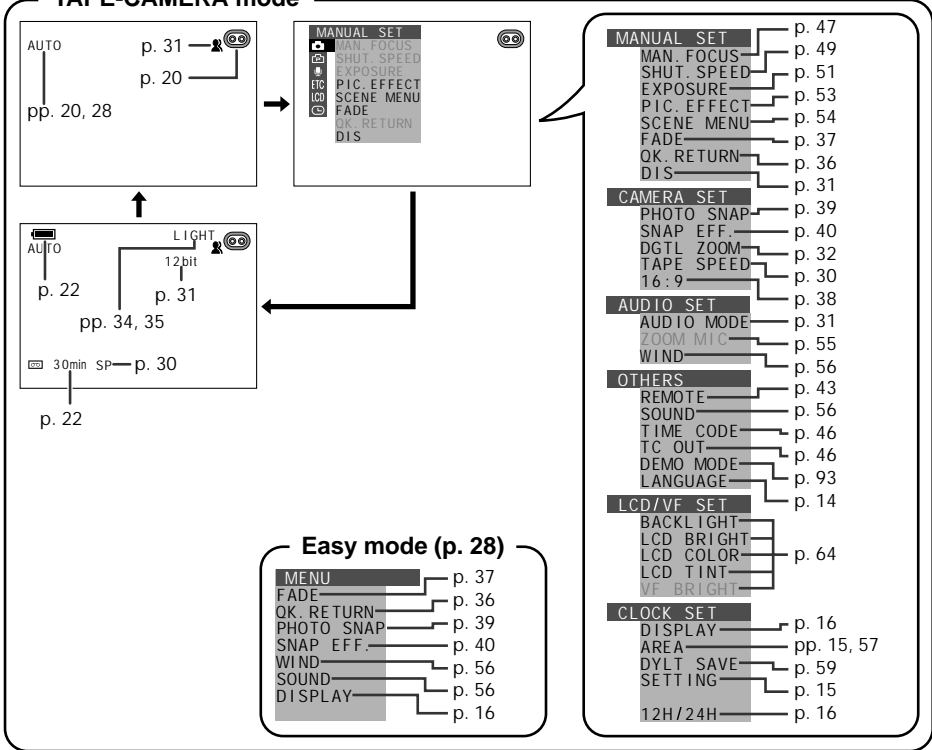 TAPE-CAMERA mode
AUTO
p. 31
p. 20
pp. 20, 28
MANUAL SET
MAN. FOCUS
SHUT. SPEED
EXPOSURE
ETC
PIC. EFFECT
LCD
SCENE MENU
FADE
QK. RETURN
DIS
AUTO
LIGHT
12bit
p. 22
p. 31
pp. 34, 35
30min SP
p. 30
p. 22
MANUAL SET
MAN. FOCUS p. 47
SHUT. SPEED p. 49
EXPOSURE p. 51
PIC. EFFECT p. 53
SCENE MENU p. 54
FADE p. 37
QK. RETURN p. 36
DIS p. 31
CAMERA SET
PHOTO SNAP p. 39
SNAP EFF. p. 40
DGTL ZOOM p. 32
TAPE SPEED p. 30
16:9 p. 38
AUDIO SET
AUDIO MODE p. 31
ZOOM MIC p. 55
WIND p. 56
OTHERS
REMOTE p. 43
SOUND p. 56
TIME CODE p. 46
TC OUT p. 46
DEMO MODE p. 93
LANGUAGE p. 14
LCD/VF SET
BACKLIGHT
LCD BRIGHT
LCD COLOR p. 64
LCD TINT
VF BRIGHT
CLOCK SET
DISPLAY p. 16
AREA pp. 15, 57
DYLT SAVE p. 59
SETTING p. 15
12H/24H p. 16
Easy mode (p. 28)
MENU
FADE p. 37
QK. RETURN p. 36
PHOTO SNAP p. 39
SNAP EFF. p. 40
WIND p. 56
SOUND p. 56
DISPLAY p. 16